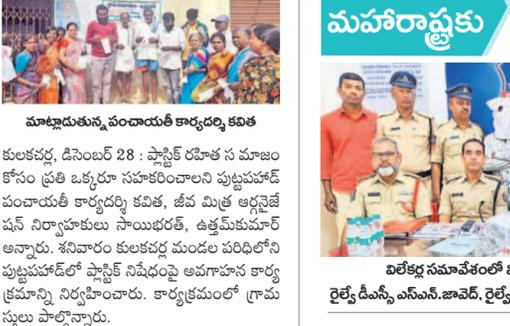 మాట్లాడుతున్న పంచాయతీ కార్యదర్శి కవిత
కులకచర్ల, డిసెంబర్ 28 : ప్లాస్టిక్ రహిత స మాజం
కోసం ప్రతి ఒక్కరూ సహకరించాలని పుట్టపహాడ్
పంచాయతీ కార్యదర్శి కవిత, జీవ మిత్ర ఆర్గనైజే
షన్ నిర్వాహకులు సాయిభరత్, ఉత్తమ్‌కుమార్
అన్నారు. శనివారం కులకచర్ల మండల పరిధిలోని
పుట్టపహాడ్‌లో ప్లాస్టిక్ నిషేధంపై అవగాహన కార్య
క్రమాన్ని నిర్వహించారు. కార్యక్రమంలో గ్రామ
స్తులు పాల్గొన్నారు.
మహారాష్ట్రకు
విలేకర్ల సమావేశంలో
రైల్వే డీఎస్పీ ఎస్ఎన్.జావెద్, రైల్వే